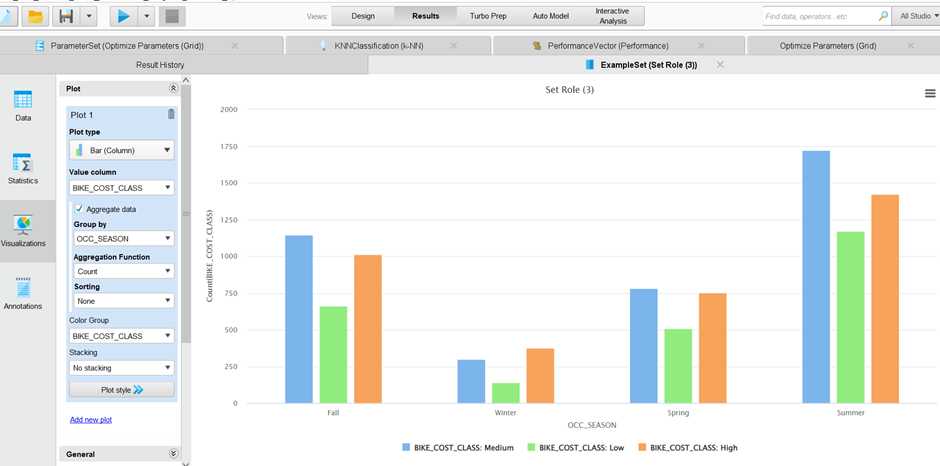 Views:
Design
Results
Turbo Prep
Auto Model
Interactive
Analysis
Find data, operators...etc
All Studio
ParameterSet (Optimize Parameters (Grid))
KNNClassification (k-NN)
PerformanceVector (Performance)
Optimize Parameters (Grid)
Result History
ExampleSet (Set Role (3))
Data
Statistics
Visualizations
Annotations
Plot
Plot 1
Plot type
Bar (Column)
Value column
BIKE_COST_CLASS
Aggregate data
Group by
OCC_SEASON
Aggregation Function
Count
Sorting
None
Color Group
BIKE_COST_CLASS
Stacking
No stacking
Plot style
Add new plot
General
Set Role (3)
Count(BIKE_COST_CLASS)
2000
1750
1500
1250
1000
750
500
250
0
Fall
Winter
Spring
Summer
OCC_SEASON
BIKE_COST_CLASS: Medium
BIKE_COST_CLASS: Low
BIKE_COST_CLASS: High